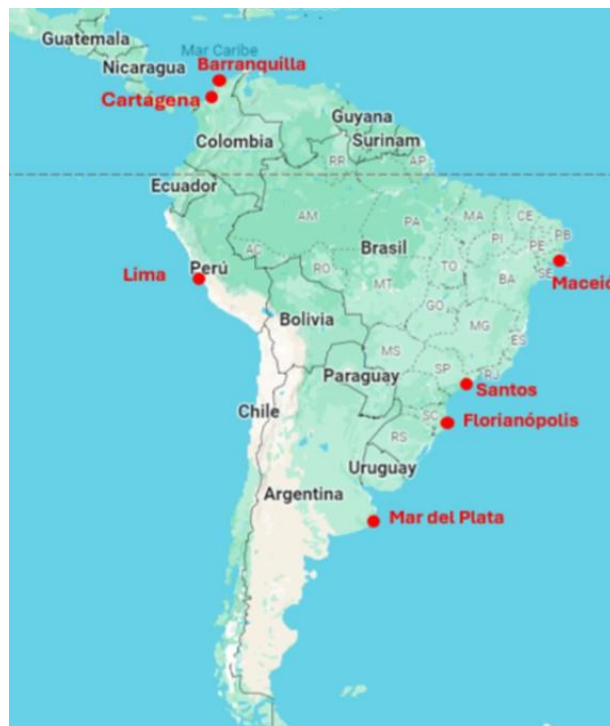 Guatemala
Mar Caribe
Nicaragua
Barranquilla
Cartagena
Guyana
Colombia
Surinam
RR
AP
Ecuador
AM
PA
MA
CE
PI
PB
PE
AC
Brasil
Perú
RO
TO
SE
Lima
MT
BA
Maceió
GO
Bolivia
MG
ES
MS
SP
RJ
Paraguay
Santos
Chile
SC
Florianópolis
RS
Uruguay
Argentina
Mar del Plata